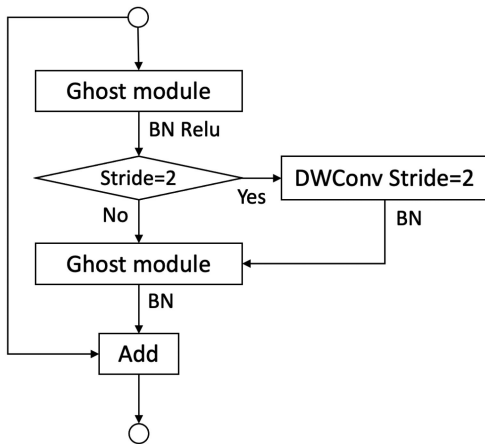 Ghost module
BN Relu
Stride=2
Yes
DWConv Stride=2
No
BN
Ghost module
BN
Add